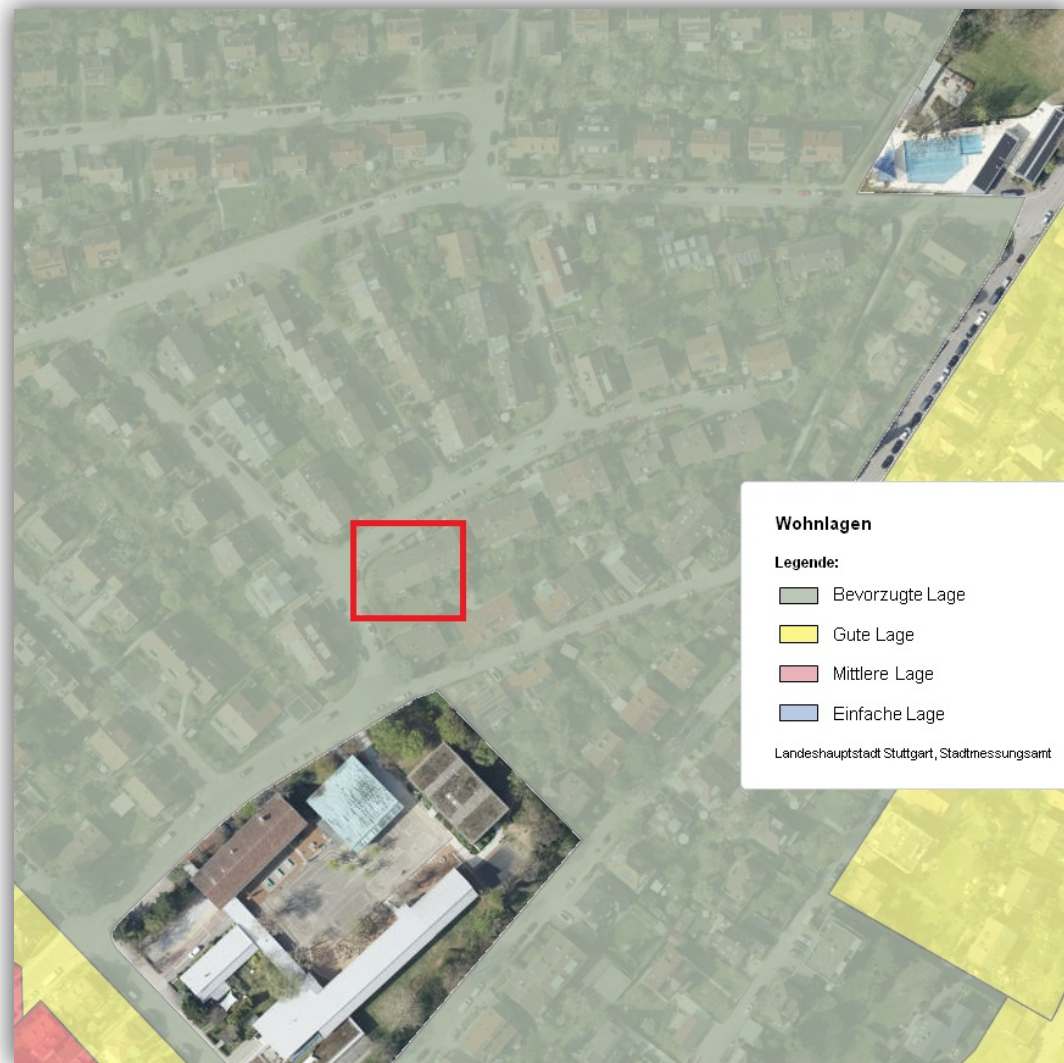 Wohnlagen
Legende:
Bevorzugte Lage
Gute Lage
Mittlere Lage
Einfache Lage
Landeshauptstadt Stuttgart, Stadtmessungsamt